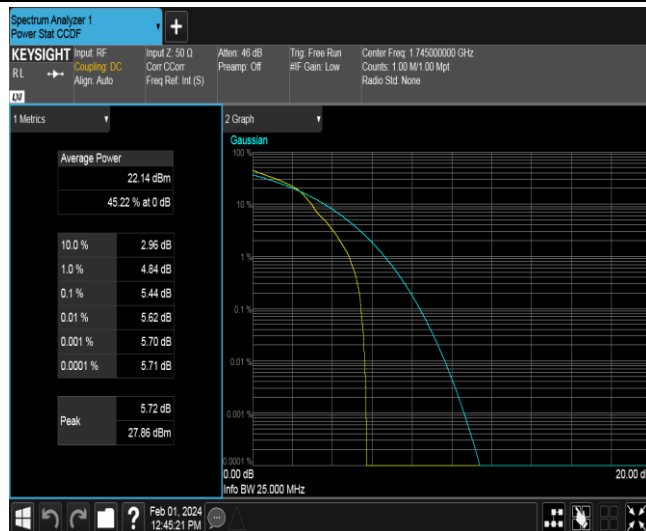 Spectrum Analyzer 1
Power Stat CCDF
+
KEYSIGHT
RL
Input: RF
Coupling: DC
Align: Auto
Input Z: 50 Ω
Corr CCorr
Freq Ref: Int (S)
Atten: 46 dB
Preamp: Off
Trig: Free Run
#IF Gain: Low
Center Freq: 1.745000000 GHz
Counts: 1.00 M/1.00 Mpt
Radio Std: None
1 Metrics
Average Power
22.14 dBm
45.22 % at 0 dB
10.0 % 2.96 dB
1.0 % 4.84 dB
0.1 % 5.44 dB
0.01 % 5.62 dB
0.001 % 5.70 dB
0.0001 % 5.71 dB
Peak
5.72 dB
27.86 dBm
2 Graph
Gaussian
100 %
10 %
1 %
0.1 %
0.01 %
0.001 %
0.0001 %
0.00 dB
20.00 d
Info BW 25.000 MHz
?
Feb 01, 2024
12:45:21 PM